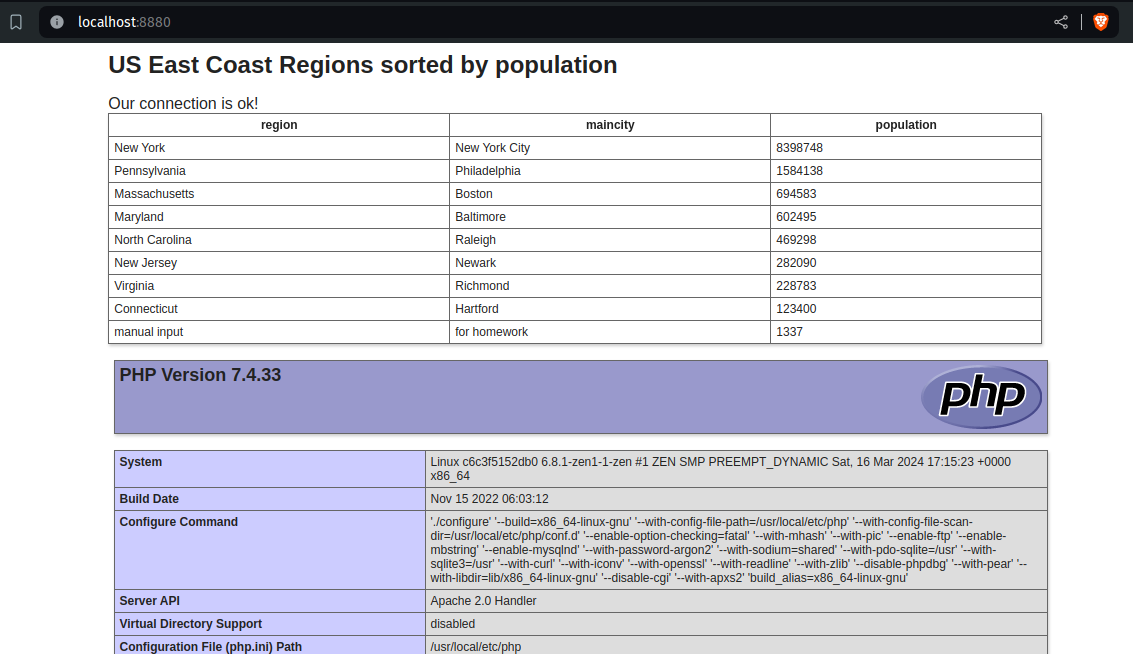 localhost:8880
US East Coast Regions sorted by population
Our connection is ok!
region maincity population
New York New York City 8398748
Pennsylvania Philadelphia 1584138
Massachusetts Boston 694583
Maryland Baltimore 602495
North Carolina Raleigh 469298
New Jersey Newark 282090
Virginia Richmond 228783
Connecticut Hartford 123400
manual input for homework 1337
PHP Version 7.4.33
php
System Linux c6c3f5152db0 6.8.1-zen1-1-zen #1 ZEN SMP PREEMPT_DYNAMIC Sat, 16 Mar 2024 17:15:23 +0000
x86_64
Build Date Nov 15 2022 06:03:12
Configure Command './configure' '--build=x86_64-linux-gnu' '--with-config-file-path=/usr/local/etc/php' '--with-config-file-scan-
dir=/usr/local/etc/php/conf.d' '--enable-option-checking=fatal' '--with-mhash' '--with-pic' '--enable-ftp' '--enable-
mbstring' '--enable-mysqlnd' '--with-password-argon2' '--with-sodium=shared' '--with-pdo-sqlite=/usr' '--with-
sqlite3=/usr' '--with-curl' '--with-iconv' '--with-openssl' '--with-readline' '--with-zlib' '--disable-phpdbg' '--with-pear' '--
with-libdir=lib/x86_64-linux-gnu' '--disable-cgi' '--with-apxs2' 'build_alias=x86_64-linux-gnu'
Server API Apache 2.0 Handler
Virtual Directory Support disabled
Configuration File (php.ini) Path /usr/local/etc/php